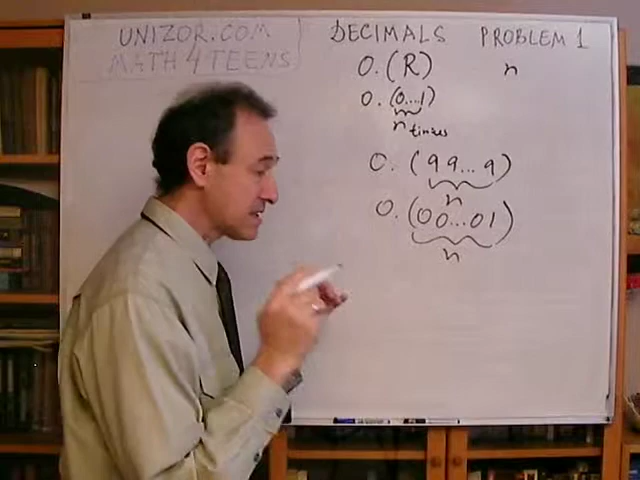 UNIZOR.COM
MATH 4 TEENS
DECIMALS PROBLEM 1
0.(R) n
0.(0...1)
n times
0.(99...9)
n
0.(00...01)
n